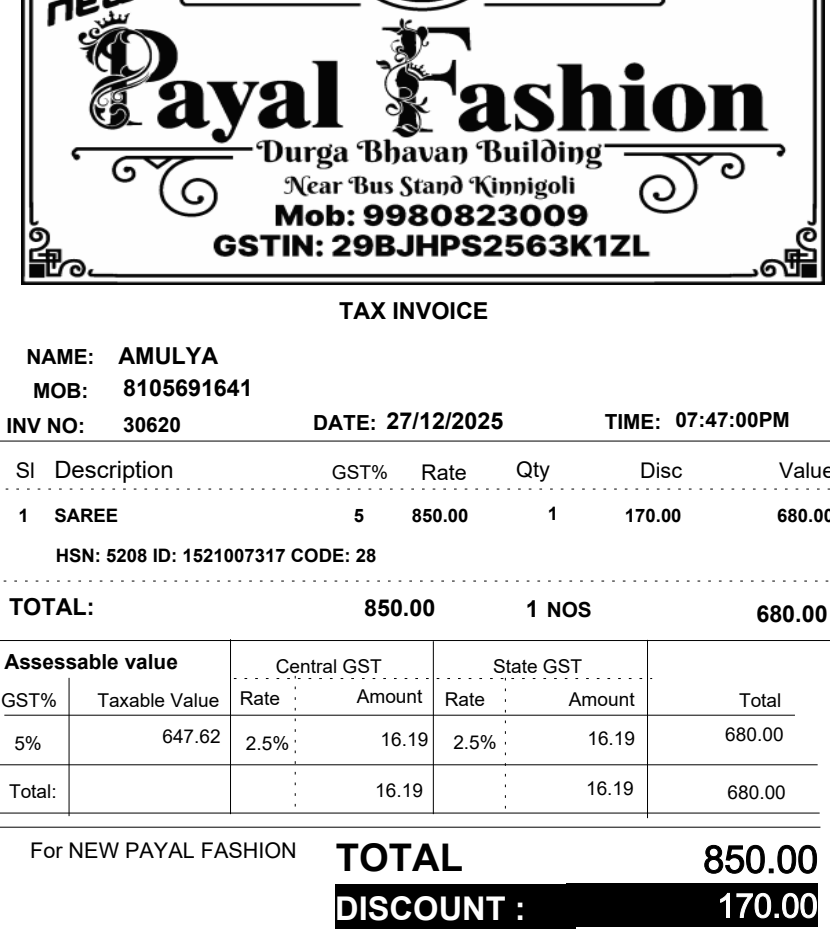 new
Payal Fashion
Durga Bhavan Building
Near Bus Stand Kinnigoli
Mob: 9980823009
GSTIN: 29BJHPS2563K1ZL
TAX INVOICE
NAME: AMULYA
MOB: 8105691641
INV NO: 30620 DATE: 27/12/2025 TIME: 07:47:00PM
Sl Description GST% Rate Qty Disc Value
1 SAREE 5 850.00 1 170.00 680.00
HSN: 5208 ID: 1521007317 CODE: 28
TOTAL: 850.00 1 NOS 680.00
Assessable value Central GST State GST
GST% Taxable Value Rate Amount Rate Amount Total
5% 647.62 2.5% 16.19 2.5% 16.19 680.00
Total: 16.19 16.19 680.00
For NEW PAYAL FASHION TOTAL 850.00
DISCOUNT : 170.00